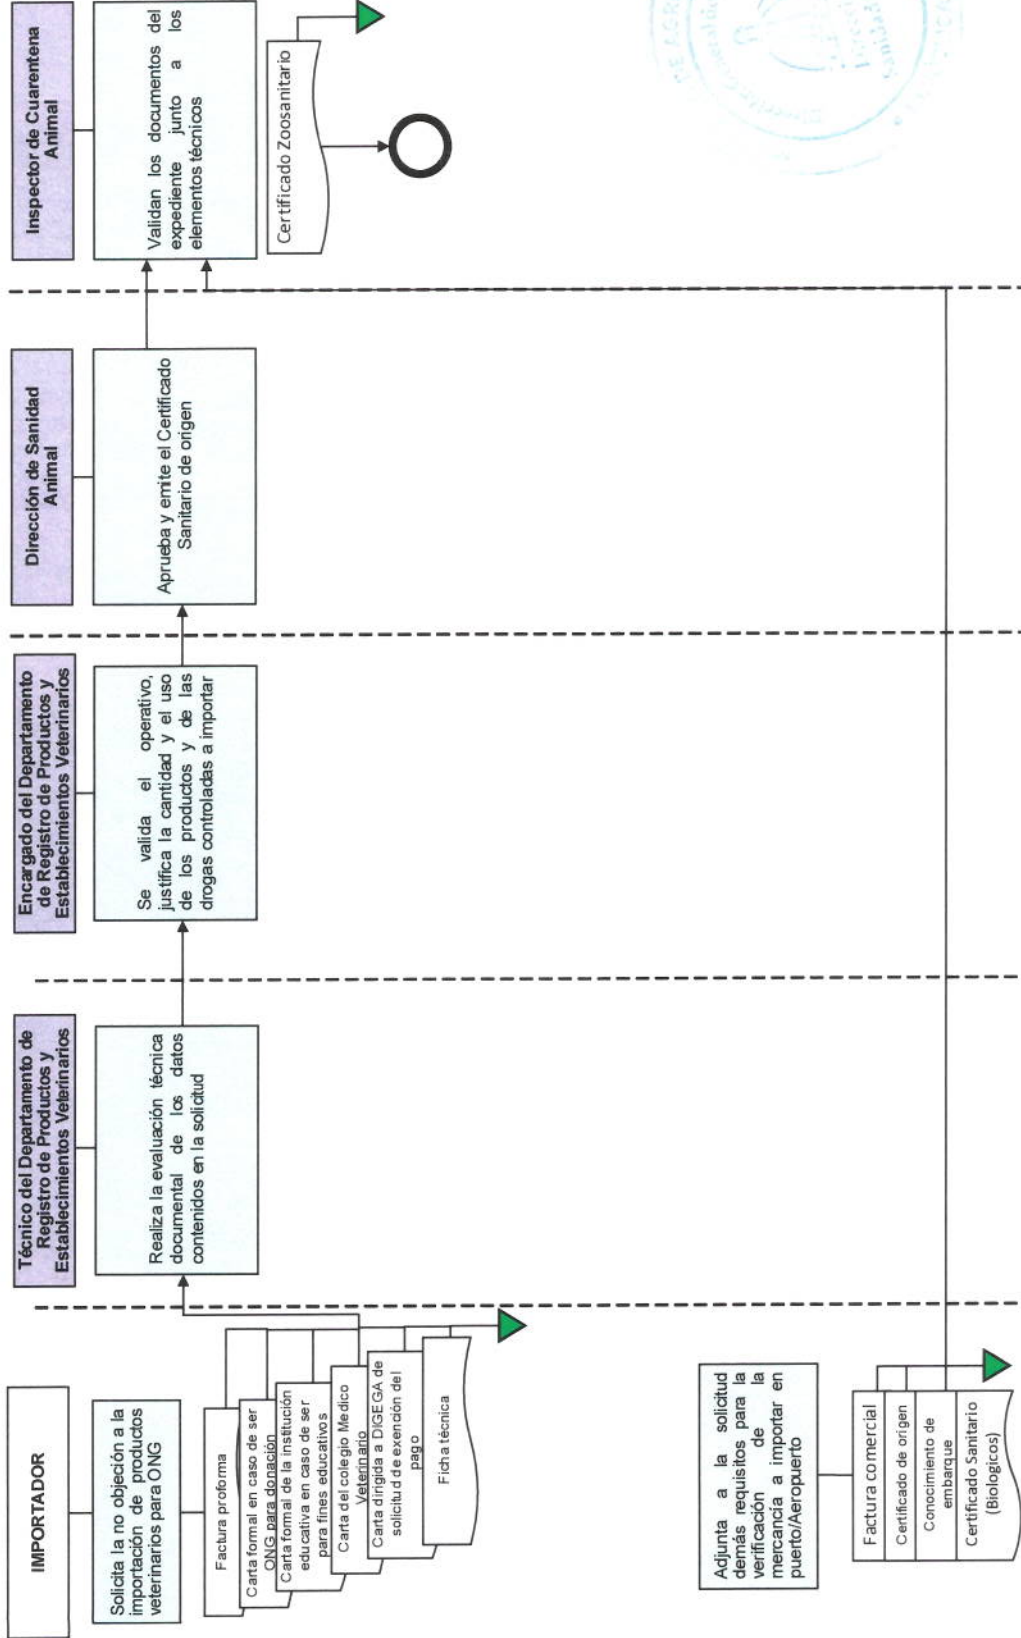 IMPORTADOR
Solicita la no objeción a la
importación de productos
veterinarios para ONG
Factura proforma
Carta formal en caso de ser
ONG para donación
Carta formal de la institución
educativa en caso de ser
para fines educativos
Carta del colegio Medico
Veterinario
Carta dirigida a DIGEGA de
solicitud de exención del
pago
Ficha técnica
Adjunta a la solicitud
demás requisitos para la
verificación de la
mercancía a importar en
puerto/Aeropuerto
Factura comercial
Certificado de origen
Conocimiento de
embarque
Certificado Sanitario
(Biologicos)
Técnico del Departamento de
Registro de Productos y
Establecimientos Veterinarios
Realiza la evaluación técnica
documental de los datos
contenidos en la solicitud
Encargado del Departamento
de Registro de Productos y
Establecimientos Veterinarios
Se valida el operativo,
justifica la cantidad y el uso
de los productos y de las
drogas controladas a importar
Dirección de Sanidad
Animal
Aprueba y emite el Certificado
Sanitario de origen
Inspector de Cuarentena
Animal
Validan los documentos del
expediente junto a los
elementos técnicos
Certificado Zoosanitario